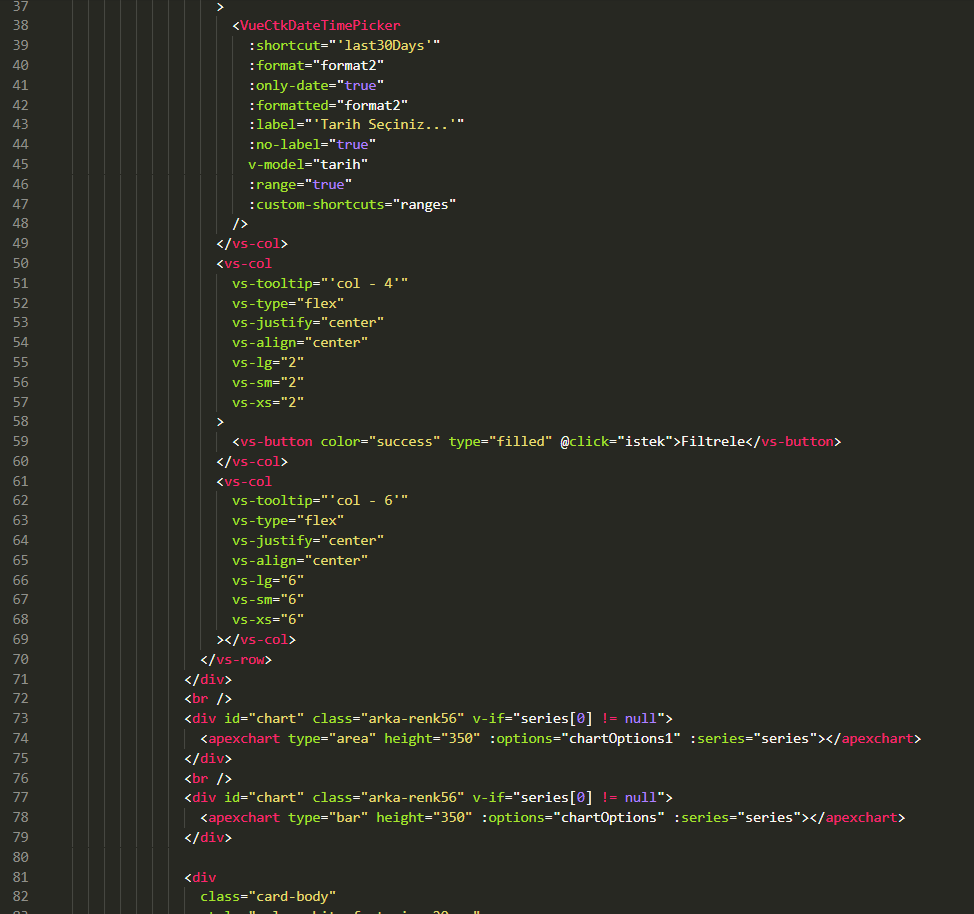 37 >
38 <VueCtkDateTimePicker
39 :shortcut="'last30Days'"
40 :format="format2"
41 :only-date="true"
42 :formatted="format2"
43 :label="'Tarih Seçiniz...'"
44 :no-label="true"
45 v-model="tarih"
46 :range="true"
47 :custom-shortcuts="ranges"
48 />
49 </vs-col>
50 <vs-col
51 vs-tooltip="'col - 4'"
52 vs-type="flex"
53 vs-justify="center"
54 vs-align="center"
55 vs-lg="2"
56 vs-sm="2"
57 vs-xs="2"
58 >
59 <vs-button color="success" type="filled" @click="istek">Filtrele</vs-button>
60 </vs-col>
61 <vs-col
62 vs-tooltip="'col - 6'"
63 vs-type="flex"
64 vs-justify="center"
65 vs-align="center"
66 vs-lg="6"
67 vs-sm="6"
68 vs-xs="6"
69 ></vs-col>
70 </vs-row>
71 </div>
72 <br />
73 <div id="chart" class="arka-renk56" v-if="series[0] != null">
74 <apexchart type="area" height="350" :options="chartOptions1" :series="series"></apexchart>
75 </div>
76 <br />
77 <div id="chart" class="arka-renk56" v-if="series[0] != null">
78 <apexchart type="bar" height="350" :options="chartOptions" :series="series"></apexchart>
79 </div>
80
81 <div
82 class="card-body"